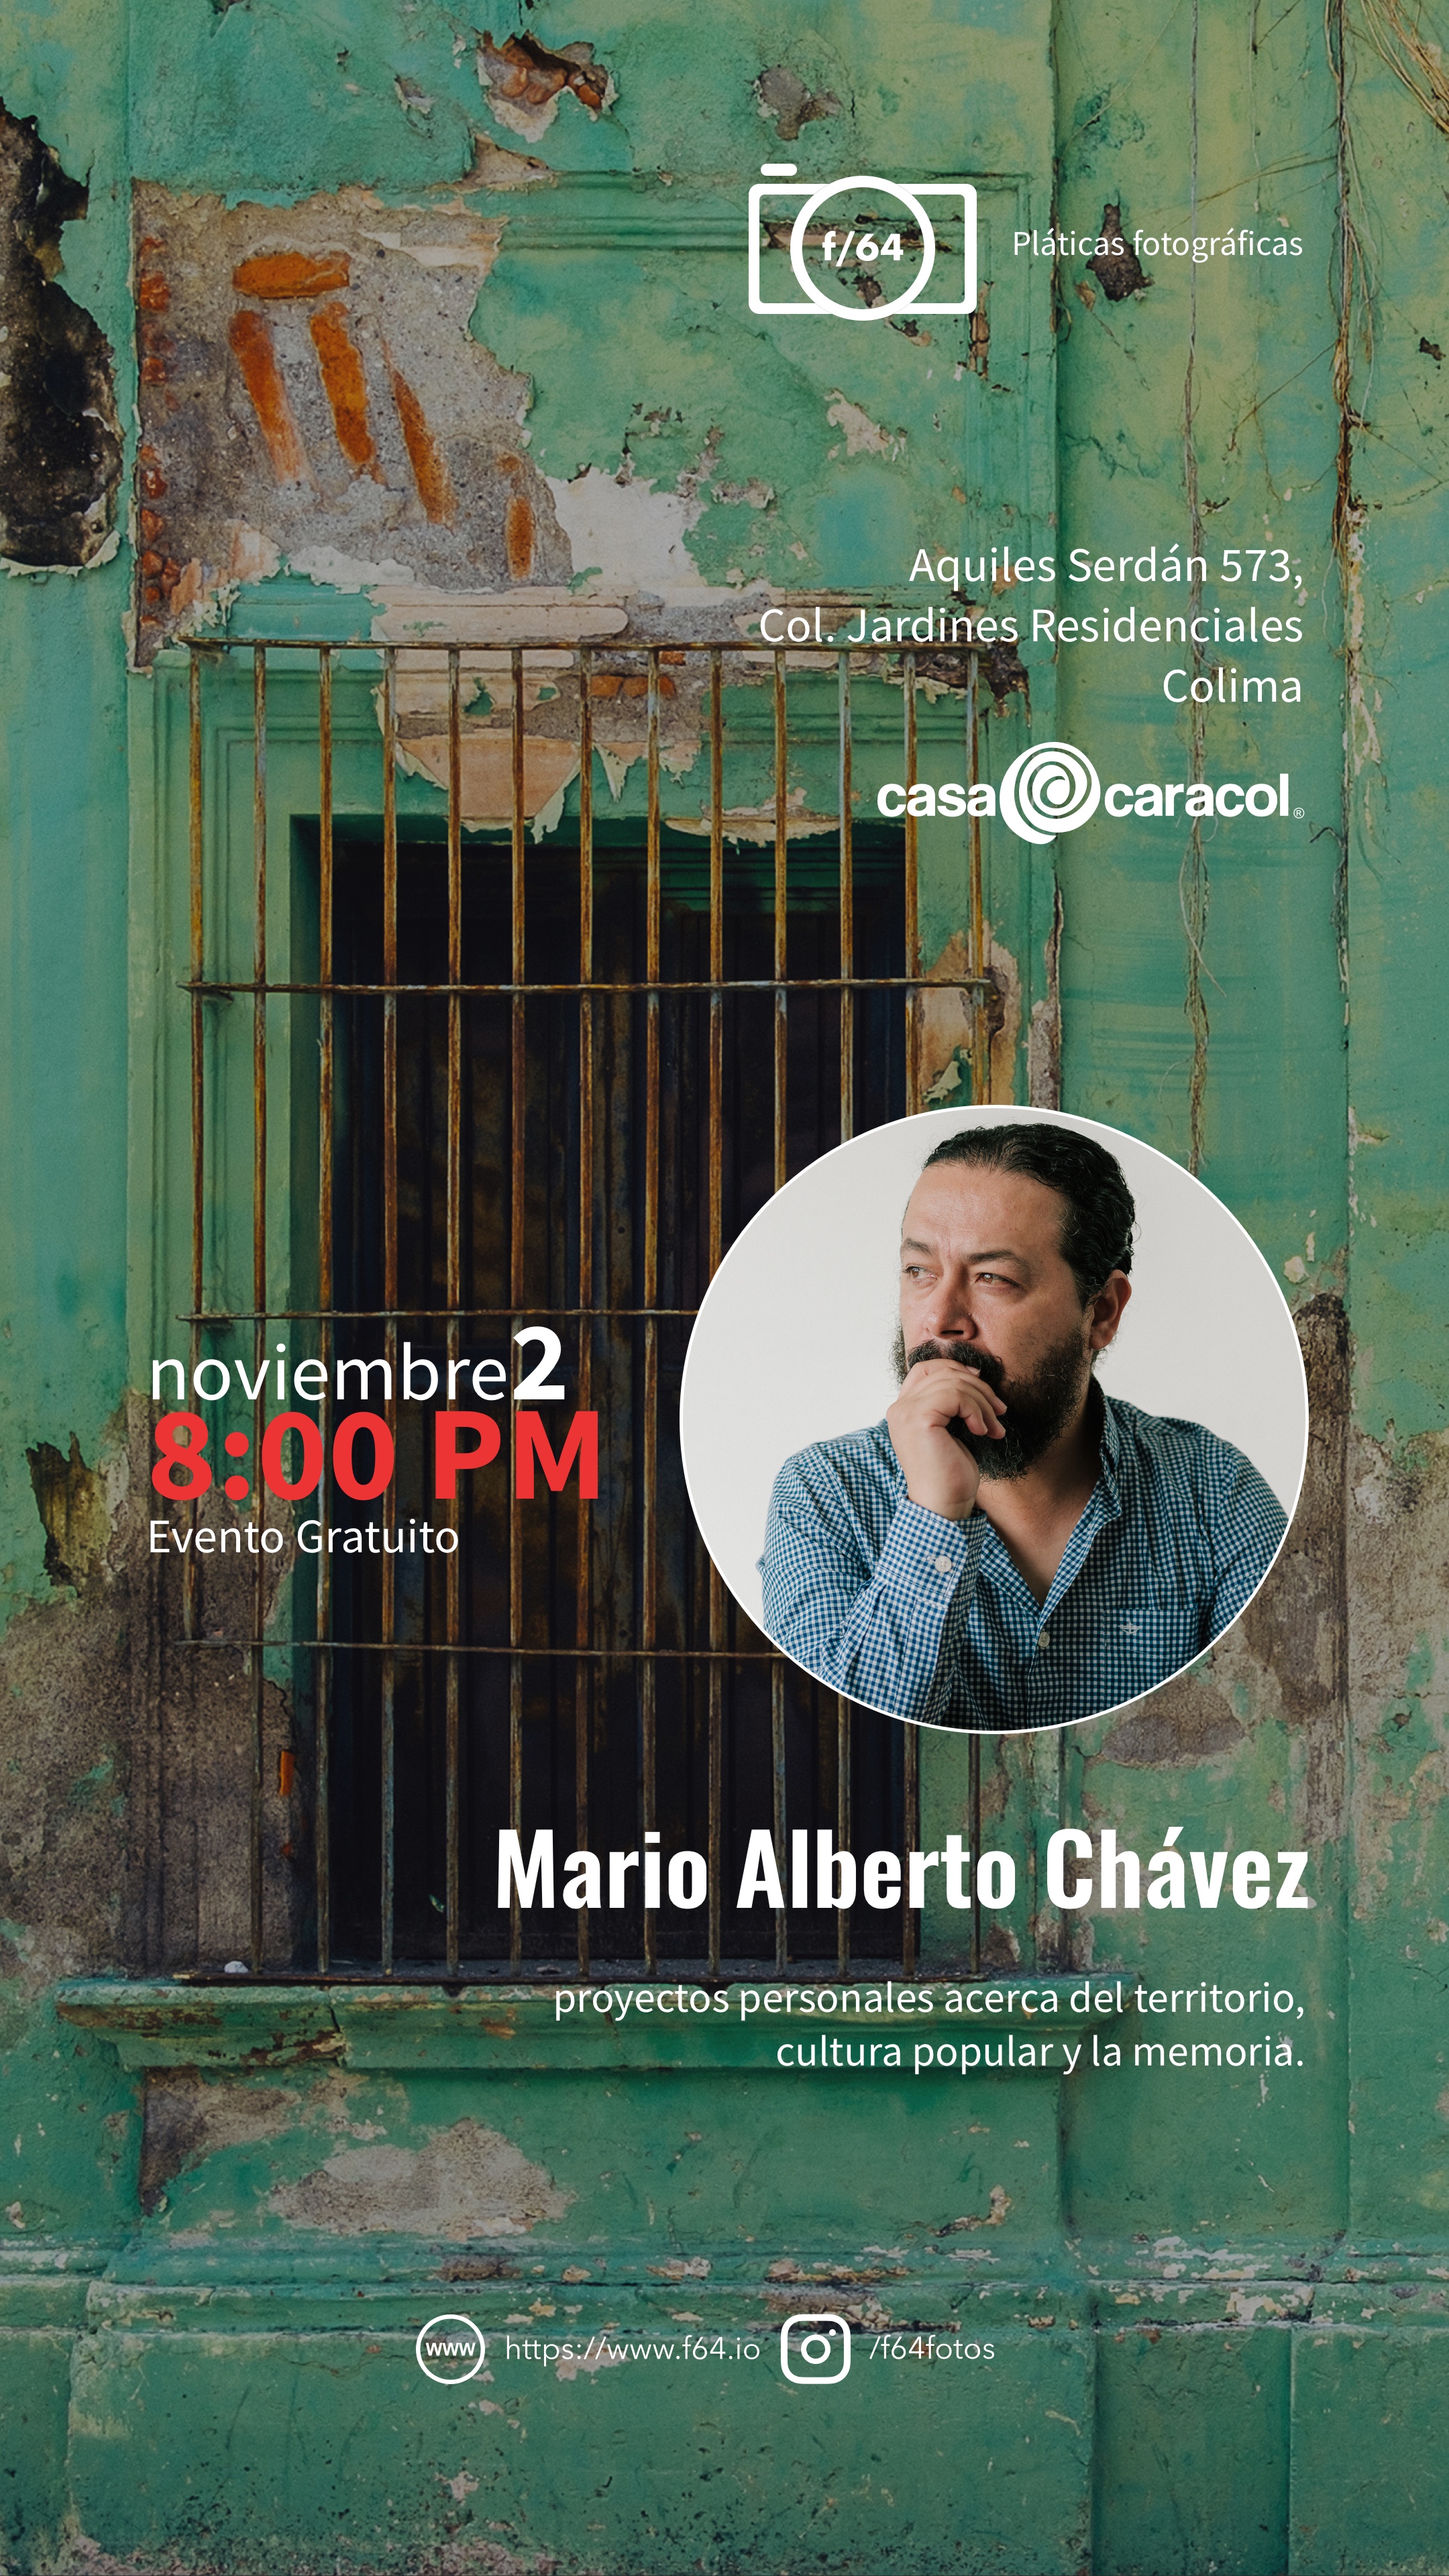 f/64
Pláticas fotográficas
Aquiles Serdán 573,
Col. Jardines Residenciales
Colima
casa caracol®
noviembre2
8:00 PM
Evento Gratuito
Mario Alberto Chávez
proyectos personales acerca del territorio,
cultura popular y la memoria.
www https://www.f64.io /f64fotos